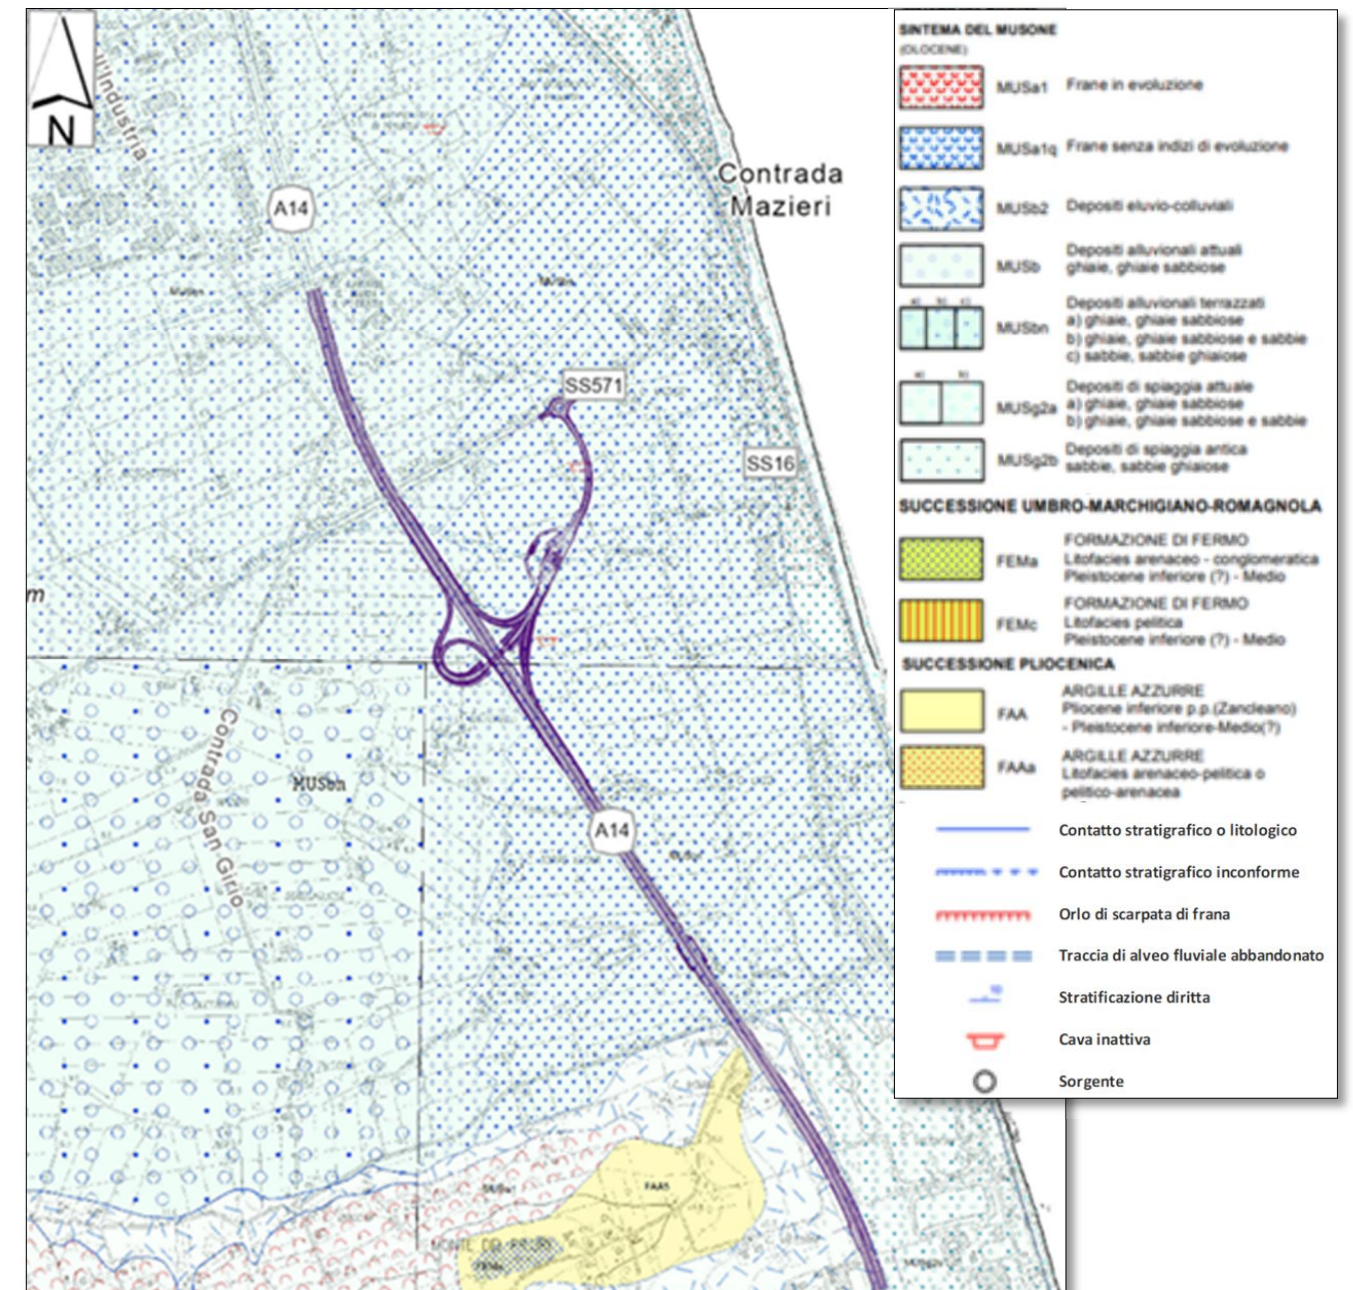 N
ll'Industria
A14
Contrada
Mazieri
MUSbn
MUSbn
SS571
SS16
m
Contrada San Girio
MUSbn
A14
FAA5
SINTEMA DEL MUSONE
(OLOCENE)
MUSa1 Frane in evoluzione
MUSa1q Frane senza indizi di evoluzione
MUSb2 Depositi eluvio-colluviali
MUSb Depositi alluvionali attuali
ghiaie, ghiaie sabbiose
a) b) c)
MUSbn Depositi alluvionali terrazzati
a) ghiaie, ghiaie sabbiose
b) ghiaie, ghiaie sabbiose e sabbie
c) sabbie, sabbie ghiaiose
a) b)
MUSg2a Depositi di spiaggia attuale
a) ghiaie, ghiaie sabbiose
b) ghiaie, ghiaie sabbiose e sabbie
MUSg2b Depositi di spiaggia antica
sabbie, sabbie ghiaiose
SUCCESSIONE UMBRO-MARCHIGIANO-ROMAGNOLA
FEMa FORMAZIONE DI FERMO
Litofacies arenaceo - conglomeratica
Pleistocene inferiore (?) - Medio
FEMc FORMAZIONE DI FERMO
Litofacies pelitica
Pleistocene inferiore (?) - Medio
SUCCESSIONE PLIOCENICA
FAA ARGILLE AZZURRE
Pliocene inferiore p.p.(Zancleano)
- Pleistocene inferiore-Medio(?)
FAAa ARGILLE AZZURRE
Litofacies arenaceo-pelitica o
pelitico-arenacea
Contatto stratigrafico o litologico
Contatto stratigrafico inconforme
Orlo di scarpata di frana
Traccia di alveo fluviale abbandonato
Stratificazione diritta
Cava inattiva
Sorgente